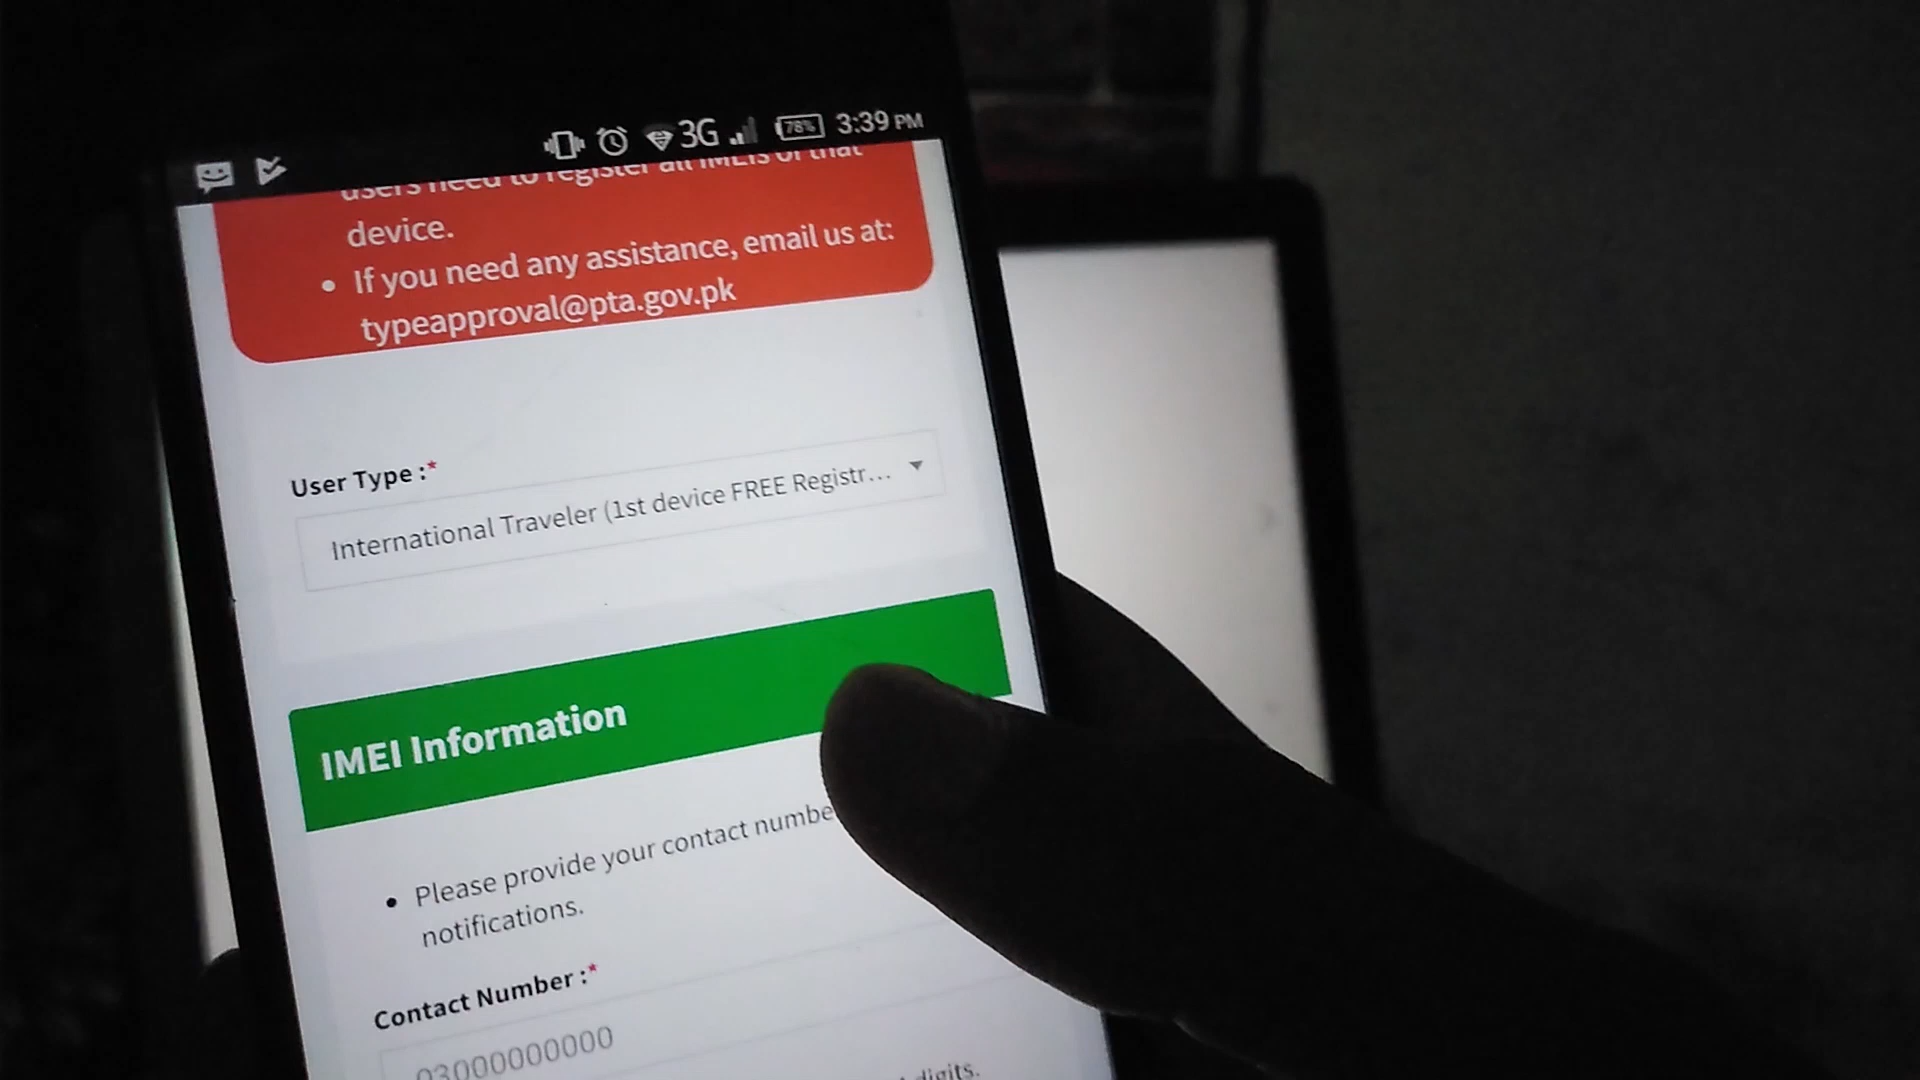 3G 78% 3:39 PM
users need to register all IMEIs of that
device.
• If you need any assistance, email us at:
typeapproval@pta.gov.pk
User Type :*
International Traveler (1st device FREE Registr...
IMEI Information
• Please provide your contact numbe
notifications.
Contact Number :*
03000000000
digits.